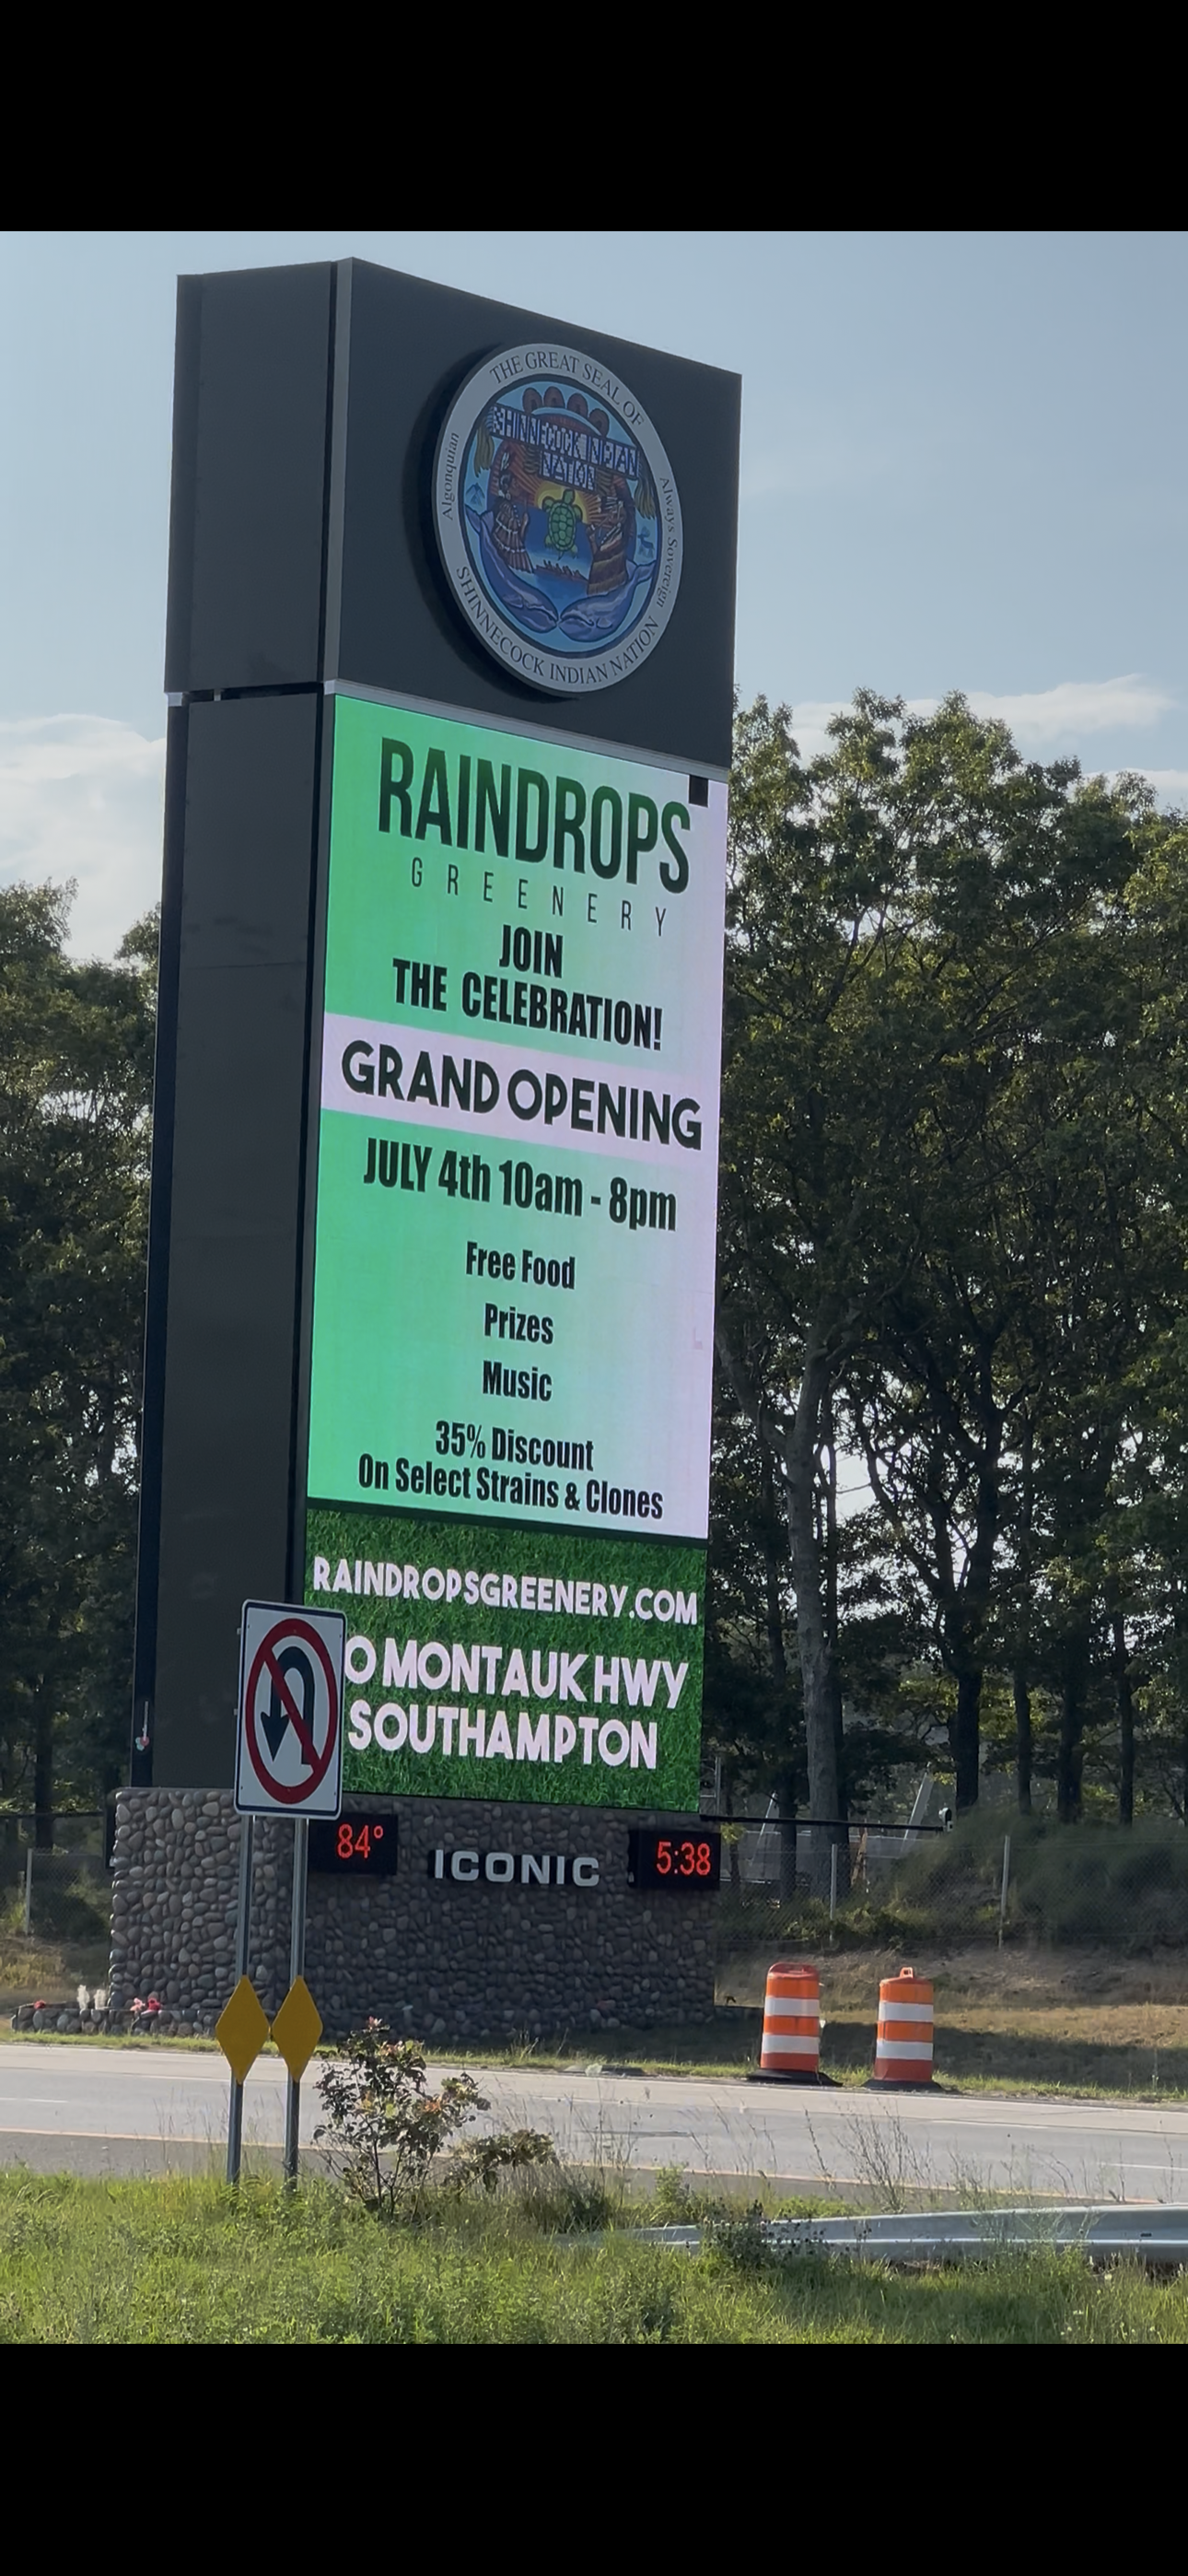 THE GREAT SEAL OF
Algonquian
Always Sovereign
SHINNECOCK INDIAN NATION
SHINNECOCK INDIAN
NATION
RAINDROPS
GREENERY
JOIN
THE CELEBRATION!
GRAND OPENING
JULY 4th 10am - 8pm
Free Food
Prizes
Music
35% Discount
On Select Strains & Clones
RAINDROPSGREENERY.COM
0 MONTAUK HWY
SOUTHAMPTON
84°
ICONIC
5:38